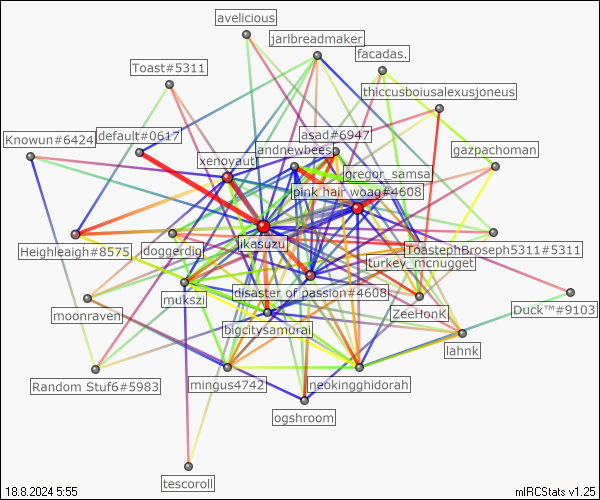 avelicious
jarlbreadmaker
facadas.
Toast#5311
thiccusboiusalexusjoneus
default#0617
asad#6947
Knowun#6424
andnewbees
gazpachoman
xenoyaut
gregor_samsa
pink hair woag#4608
jikasuzu
Heighleaigh#8575
doggerdig
ToastephBroseph5311#5311
turkey_mcnugget
disaster of passion#4608
mukszi
moonraven
ZeeHonK
Duck™#9103
bigcitysamurai
lahnk
Random Stuf6#5983
mingus4742
neokingghidorah
ogshroom
tescoroll
18.8.2024 5:55
mIRCStats v1.25